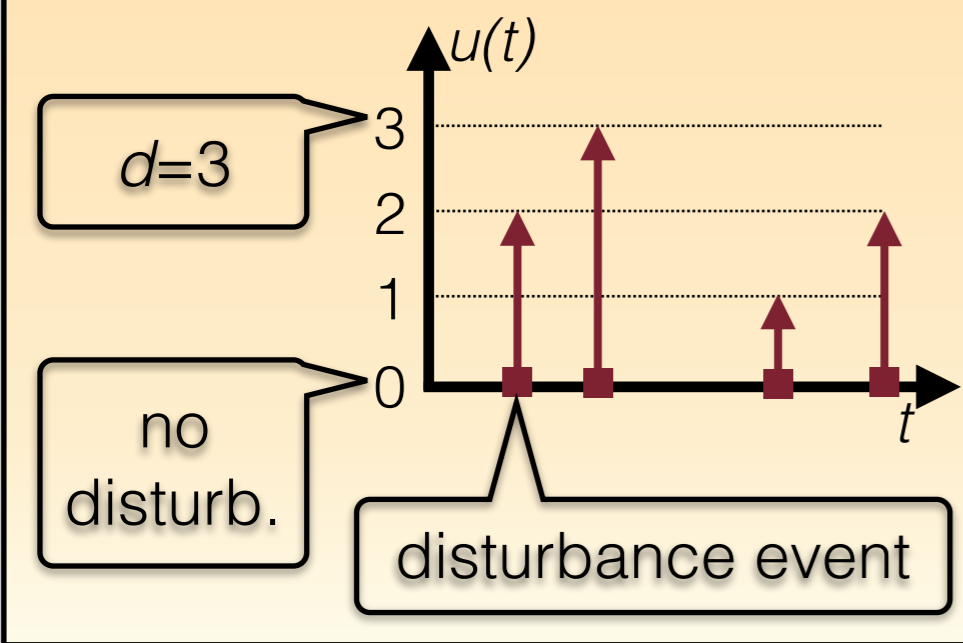 u(t)
3
d=3
2
1
0
no
disturb.
t
disturbance event